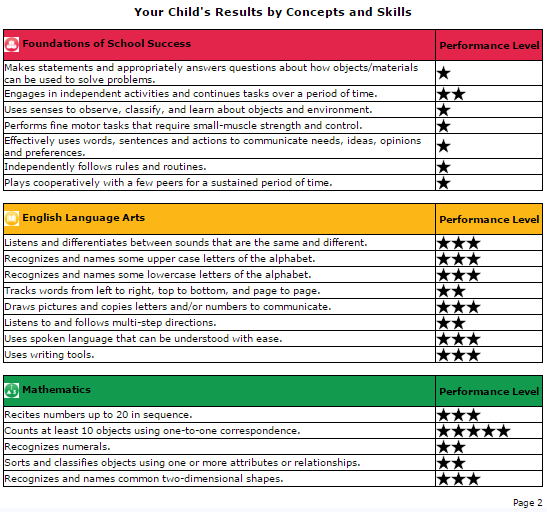 Your Child's Results by Concepts and Skills
Foundations of School Success Performance Level
Makes statements and appropriately answers questions about how objects/materials
can be used to solve problems. ★
Engages in independent activities and continues tasks over a period of time. ★★
Uses senses to observe, classify, and learn about objects and environment. ★
Performs fine motor tasks that require small-muscle strength and control. ★
Effectively uses words, sentences and actions to communicate needs, ideas, opinions
and preferences. ★
Independently follows rules and routines. ★
Plays cooperatively with a few peers for a sustained period of time. ★
English Language Arts Performance Level
Listens and differentiates between sounds that are the same and different. ★★★
Recognizes and names some upper case letters of the alphabet. ★★★
Recognizes and names some lowercase letters of the alphabet. ★★★
Tracks words from left to right, top to bottom, and page to page. ★★
Draws pictures and copies letters and/or numbers to communicate. ★★★
Listens to and follows multi-step directions. ★★
Uses spoken language that can be understood with ease. ★★★
Uses writing tools. ★★★
Mathematics Performance Level
Recites numbers up to 20 in sequence. ★★★
Counts at least 10 objects using one-to-one correspondence. ★★★★★
Recognizes numerals. ★★
Sorts and classifies objects using one or more attributes or relationships. ★★
Recognizes and names common two-dimensional shapes. ★★★
Page 2